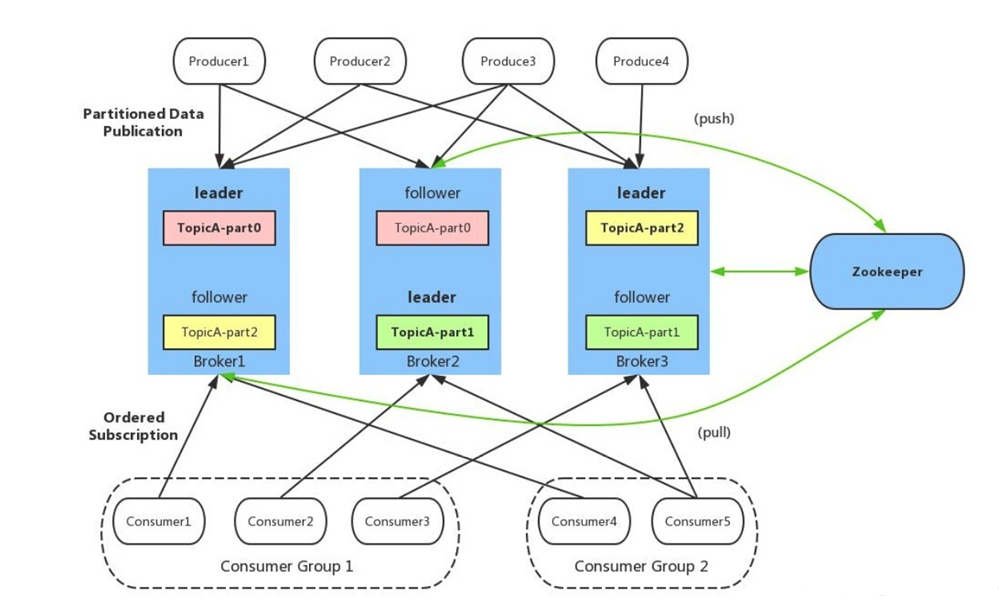 Producer1
Producer2
Produce3
Produce4
Partitioned Data
Publication
(push)
leader
TopicA-part0
follower
TopicA-part2
Broker1
follower
TopicA-part0
leader
TopicA-part1
Broker2
leader
TopicA-part2
follower
TopicA-part1
Broker3
Zookeeper
Ordered
Subscription
(pull)
Consumer1
Consumer2
Consumer3
Consumer Group 1
Consumer4
Consumer5
Consumer Group 2